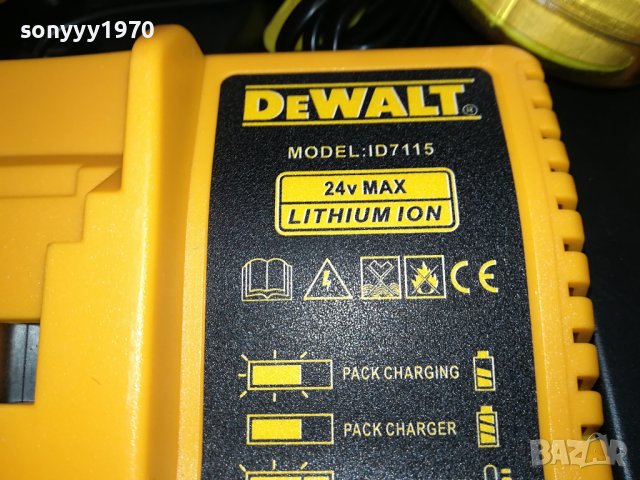 sonyyy1970
DEWALT®
MODEL:ID7115
24v MAX
LITHIUM ION
CE
PACK CHARGING
PACK CHARGER
BAZAR